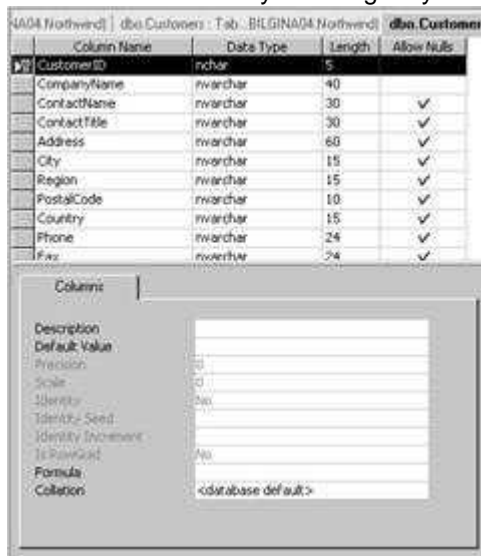 NA04.Northwind) dbo.Customers : Tab...BILGINA04.Northwind) dbo.Customer
Column Name Data Type Length Allow Nulls
CustomerID nchar 5
CompanyName nvarchar 40
ContactName nvarchar 30 ✓
ContactTitle nvarchar 30 ✓
Address nvarchar 60 ✓
City nvarchar 15 ✓
Region nvarchar 15 ✓
PostalCode nvarchar 10 ✓
Country nvarchar 15 ✓
Phone nvarchar 24 ✓
Fax nvarchar 24 ✓
Columns
Description
Default Value
Precision 0
Scale 0
Identity No
Identity Seed
Identity Increment
Is RowGuid No
Formula
Collation <database default>